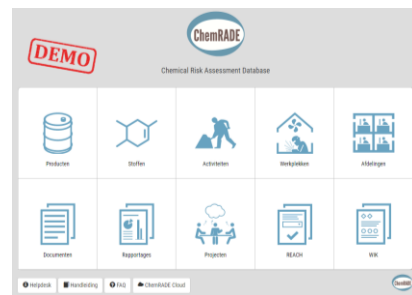 ChemRADE
DEMO
Chemical Risk Assessment Database
Producten
Stoffen
Activiteiten
Werkplekken
Afdelingen
Documenten
Rapportages
Projecten
REACH
WIK
Helpdesk
Handleiding
FAQ
ChemRADE Cloud
ChemRADE